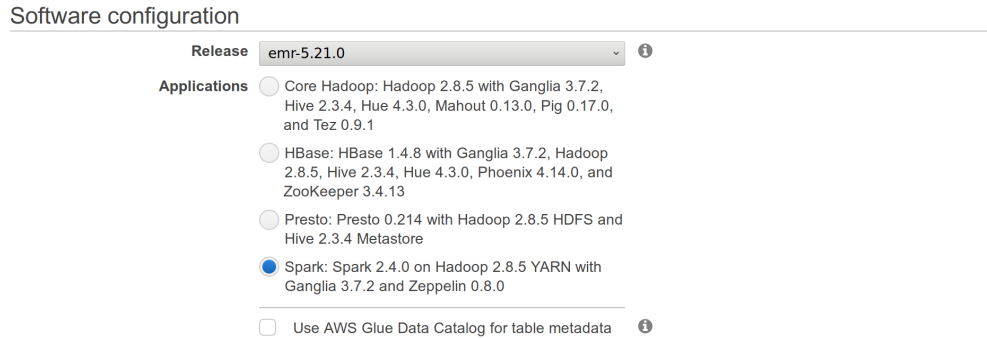 Software configuration
Release emr-5.21.0
Applications Core Hadoop: Hadoop 2.8.5 with Ganglia 3.7.2,
Hive 2.3.4, Hue 4.3.0, Mahout 0.13.0, Pig 0.17.0,
and Tez 0.9.1
HBase: HBase 1.4.8 with Ganglia 3.7.2, Hadoop
2.8.5, Hive 2.3.4, Hue 4.3.0, Phoenix 4.14.0, and
ZooKeeper 3.4.13
Presto: Presto 0.214 with Hadoop 2.8.5 HDFS and
Hive 2.3.4 Metastore
Spark: Spark 2.4.0 on Hadoop 2.8.5 YARN with
Ganglia 3.7.2 and Zeppelin 0.8.0
Use AWS Glue Data Catalog for table metadata